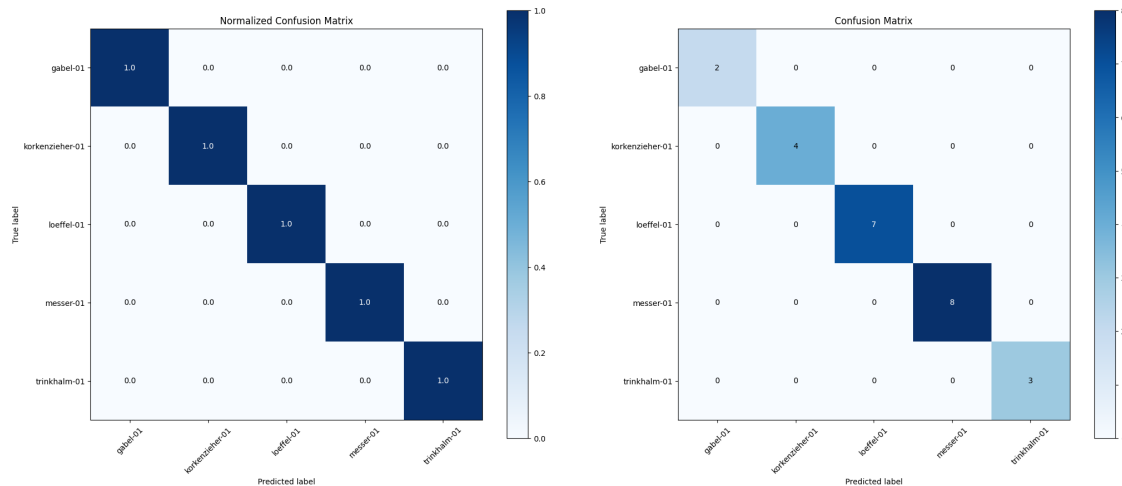 Normalized Confusion Matrix
True label
gabel-01 1.0 0.0 0.0 0.0 0.0
korkenzieher-01 0.0 1.0 0.0 0.0 0.0
loeffel-01 0.0 0.0 1.0 0.0 0.0
messer-01 0.0 0.0 0.0 1.0 0.0
trinkhalm-01 0.0 0.0 0.0 0.0 1.0
gabel-01 korkenzieher-01 loeffel-01 messer-01 trinkhalm-01
Predicted label
1.0
0.8
0.6
0.4
0.2
0.0
Confusion Matrix
True label
gabel-01 2 0 0 0 0
korkenzieher-01 0 4 0 0 0
loeffel-01 0 0 7 0 0
messer-01 0 0 0 8 0
trinkhalm-01 0 0 0 0 3
gabel-01 korkenzieher-01 loeffel-01 messer-01 trinkhalm-01
Predicted label